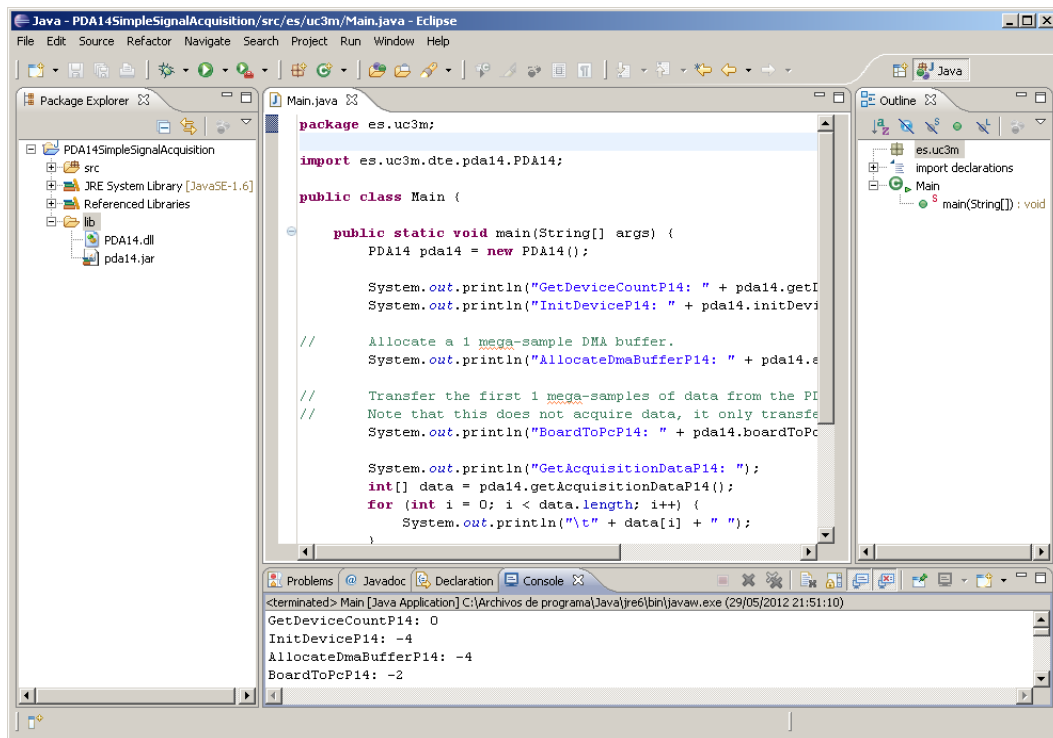 Java - PDA14SimpleSignalAcquisition/src/es/uc3m/Main.java - Eclipse
File Edit Source Refactor Navigate Search Project Run Window Help
Java
Package Explorer
PDA14SimpleSignalAcquisition
src
JRE System Library [JavaSE-1.6]
Referenced Libraries
lib
PDA14.dll
pda14.jar
Main.java
package es.uc3m;
import es.uc3m.dte.pda14.PDA14;
public class Main {
public static void main(String[] args) {
PDA14 pda14 = new PDA14();
System.out.println("GetDeviceCountP14: " + pda14.getD
System.out.println("InitDeviceP14: " + pda14.initDevi
// Allocate a 1 mega-sample DMA buffer.
System.out.println("AllocateDmaBufferP14: " + pda14.a
// Transfer the first 1 mega-samples of data from the PD
// Note that this does not acquire data, it only transfe
System.out.println("BoardToPcP14: " + pda14.boardToPc
System.out.println("GetAcquisitionDataP14: ");
int[] data = pda14.getAcquisitionDataP14();
for (int i = 0; i < data.length; i++) {
System.out.println("\t" + data[i] + " ");
}
Outline
es.uc3m
import declarations
Main
main(String[]) : void
Problems @ Javadoc Declaration Console
<terminated> Main [Java Application] C:\Archivos de programa\Java\jre6\bin\javaw.exe (29/05/2012 21:51:10)
GetDeviceCountP14: 0
InitDeviceP14: -4
AllocateDmaBufferP14: -4
BoardToPcP14: -2